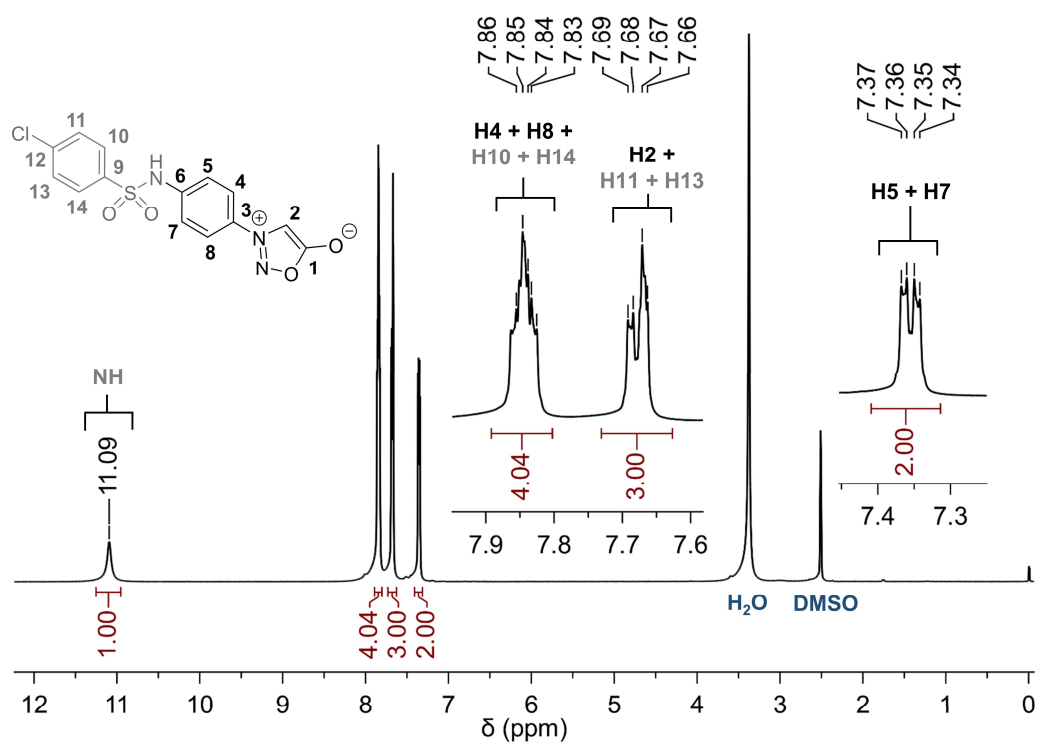 7.86 7.85 7.84 7.83 7.69 7.68 7.67 7.66
7.37 7.36 7.35 7.34
H4 + H8 +
H10 + H14
H2 +
H11 + H13
H5 + H7
Cl
11
10
12
9
13
14
H
N
S
O O
6
5
4
7
8
3
⊕
N
2
N
O
1
O
⊖
NH
11.09
4.04
3.00
2.00
7.9 7.8 7.7 7.6
7.4 7.3
H₂O
DMSO
1.00
4.04
3.00
2.00
12 11 10 9 8 7 6 5 4 3 2 1 0
δ (ppm)